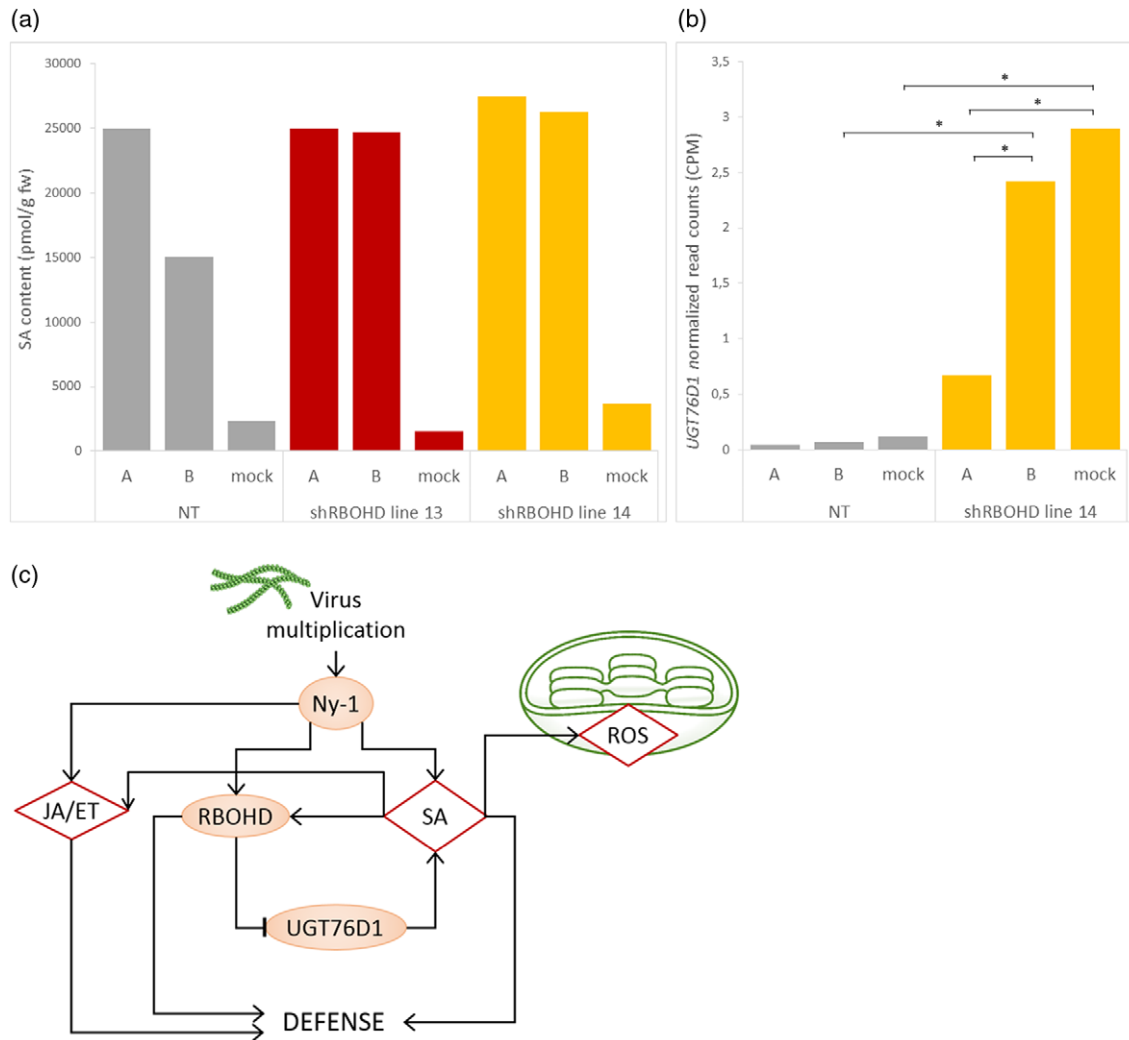 (a)
30000
25000
20000
15000
10000
5000
0
SA content (pmol/g fw)
A B mock A B mock A B mock
NT shRBOHD line 13 shRBOHD line 14
(b)
3,5
3
2,5
2
1,5
1
0,5
0
UGT76D1 normalized read counts (CPM)
*
*
*
*
A B mock A B mock
NT shRBOHD line 14
(c)
Virus
multiplication
Ny-1
ROS
JA/ET
RBOHD
SA
UGT76D1
DEFENSE